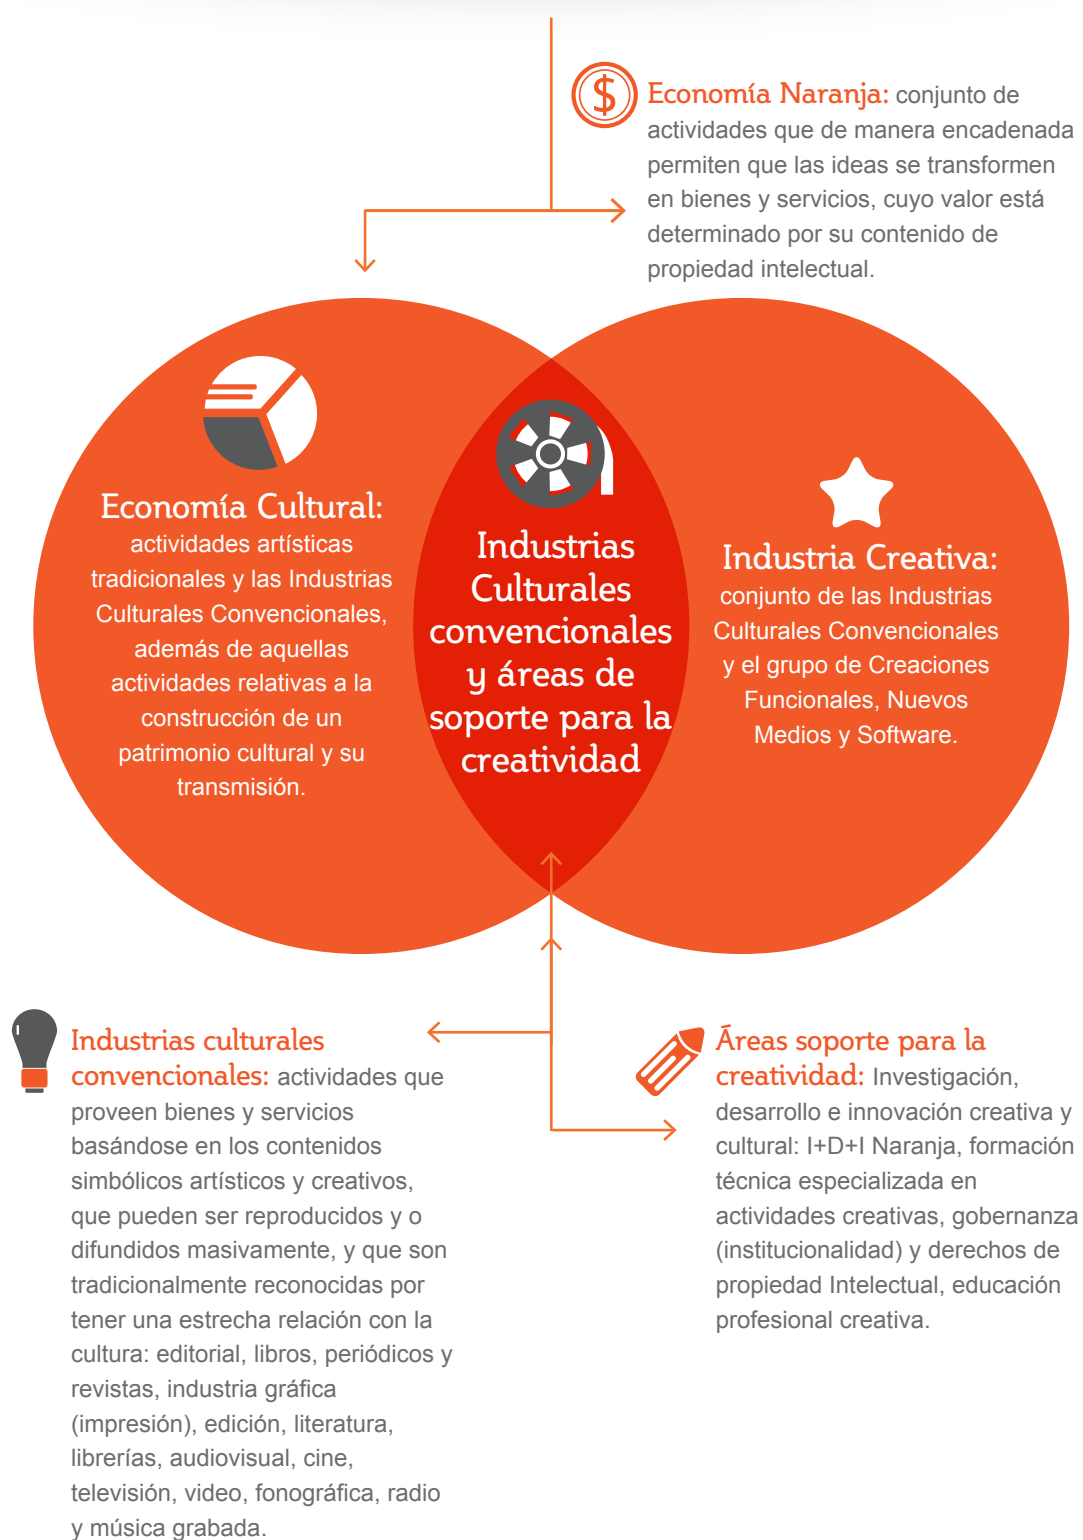 $
Economía Naranja: conjunto de
actividades que de manera encadenada
permiten que las ideas se transformen
en bienes y servicios, cuyo valor está
determinado por su contenido de
propiedad intelectual.
Economía Cultural:
actividades artísticas
tradicionales y las Industrias
Culturales Convencionales,
además de aquellas
actividades relativas a la
construcción de un
patrimonio cultural y su
transmisión.
Industrias
Culturales
convencionales
y áreas de
soporte para la
creatividad
Industria Creativa:
conjunto de las Industrias
Culturales Convencionales
y el grupo de Creaciones
Funcionales, Nuevos
Medios y Software.
Industrias culturales
convencionales: actividades que
proveen bienes y servicios
basándose en los contenidos
simbólicos artísticos y creativos,
que pueden ser reproducidos y o
difundidos masivamente, y que son
tradicionalmente reconocidas por
tener una estrecha relación con la
cultura: editorial, libros, periódicos y
revistas, industria gráfica
(impresión), edición, literatura,
librerías, audiovisual, cine,
televisión, video, fonográfica, radio
y música grabada.
Áreas soporte para la
creatividad: Investigación,
desarrollo e innovación creativa y
cultural: I+D+I Naranja, formación
técnica especializada en
actividades creativas, gobernanza
(institucionalidad) y derechos de
propiedad Intelectual, educación
profesional creativa.